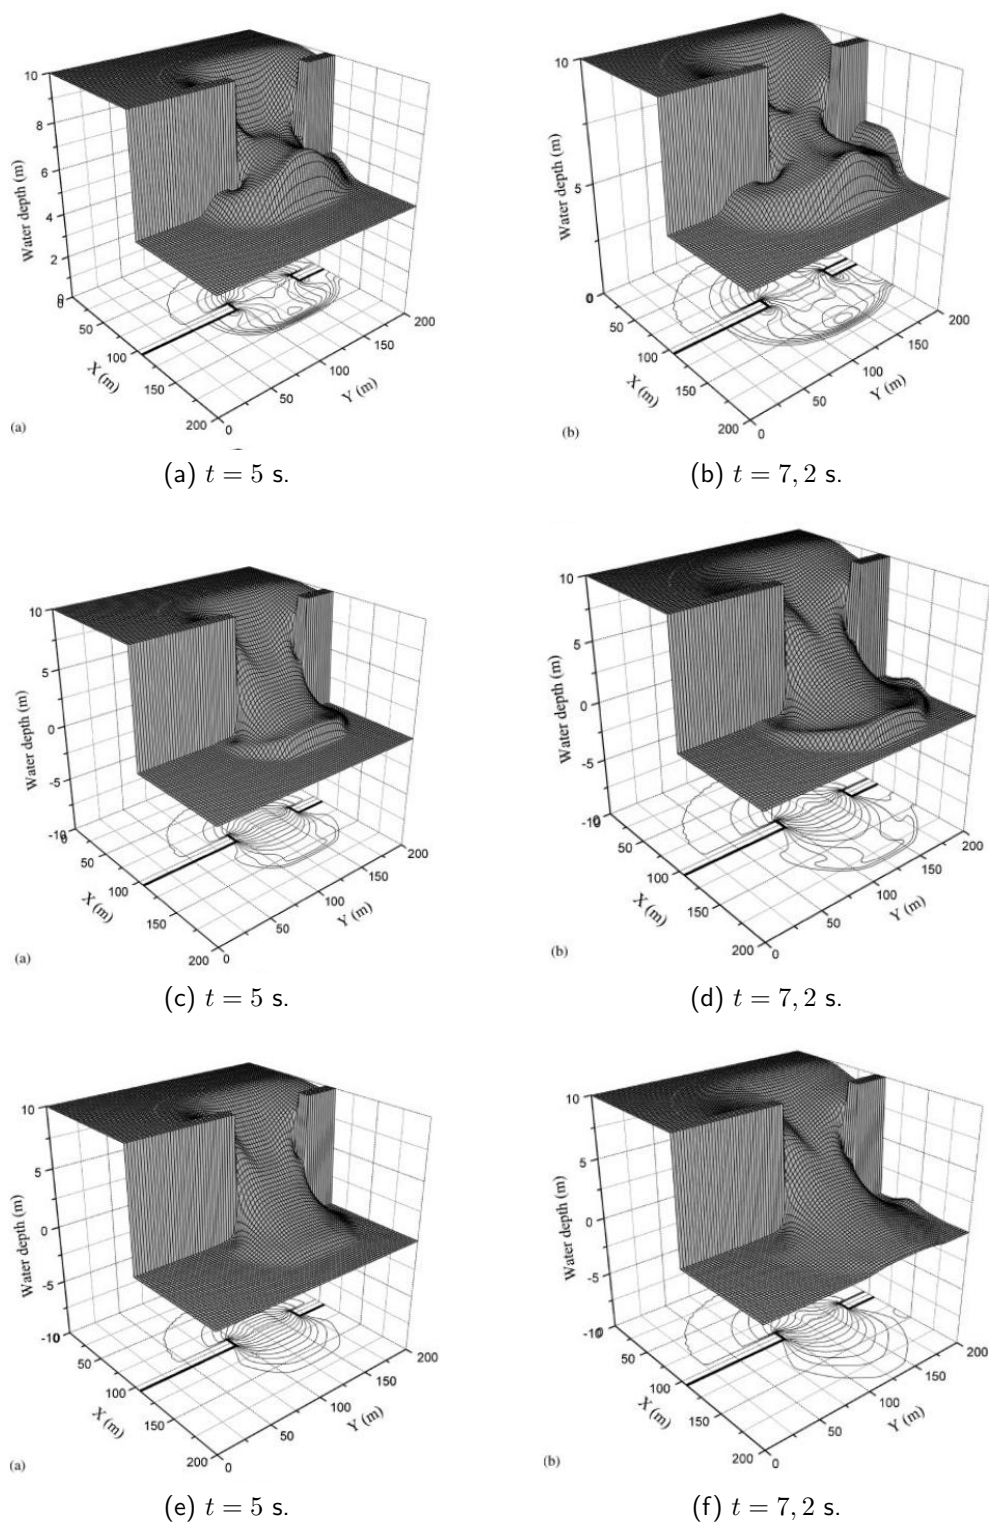 10
8
6
4
2
0
0
Water depth (m)
50
100
150
200
X (m)
0
50
100
150
200
Y (m)
(a)
10
5
0
0
Water depth (m)
50
100
150
200
X (m)
0
50
100
150
200
Y (m)
(b)
(a) t = 5 s.
(b) t = 7, 2 s.
10
5
0
-5
-10
0
Water depth (m)
50
100
150
200
X (m)
0
50
100
150
200
Y (m)
(a)
10
5
0
-5
-10
0
Water depth (m)
50
100
150
200
X (m)
0
50
100
150
200
Y (m)
(b)
(c) t = 5 s.
(d) t = 7, 2 s.
10
5
0
-5
-10
0
Water depth (m)
50
100
150
200
X (m)
0
50
100
150
200
Y (m)
(a)
10
5
0
-5
-10
0
Water depth (m)
50
100
150
200
X (m)
0
50
100
150
200
Y (m)
(b)
(e) t = 5 s.
(f) t = 7, 2 s.